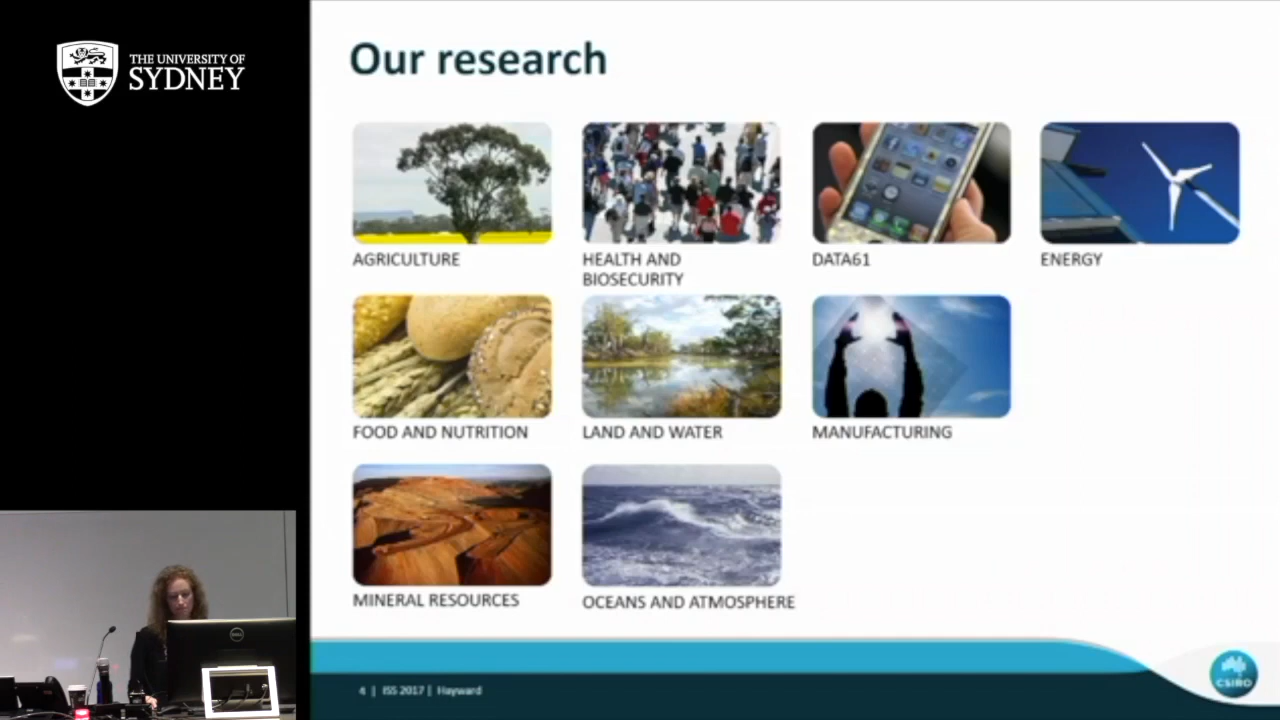 THE UNIVERSITY OF
SYDNEY
Our research
AGRICULTURE
HEALTH AND
BIOSECURITY
DATA61
ENERGY
FOOD AND NUTRITION
LAND AND WATER
MANUFACTURING
MINERAL RESOURCES
OCEANS AND ATMOSPHERE
4 | ISS 2017 | Hayward
CSIRO
DELL